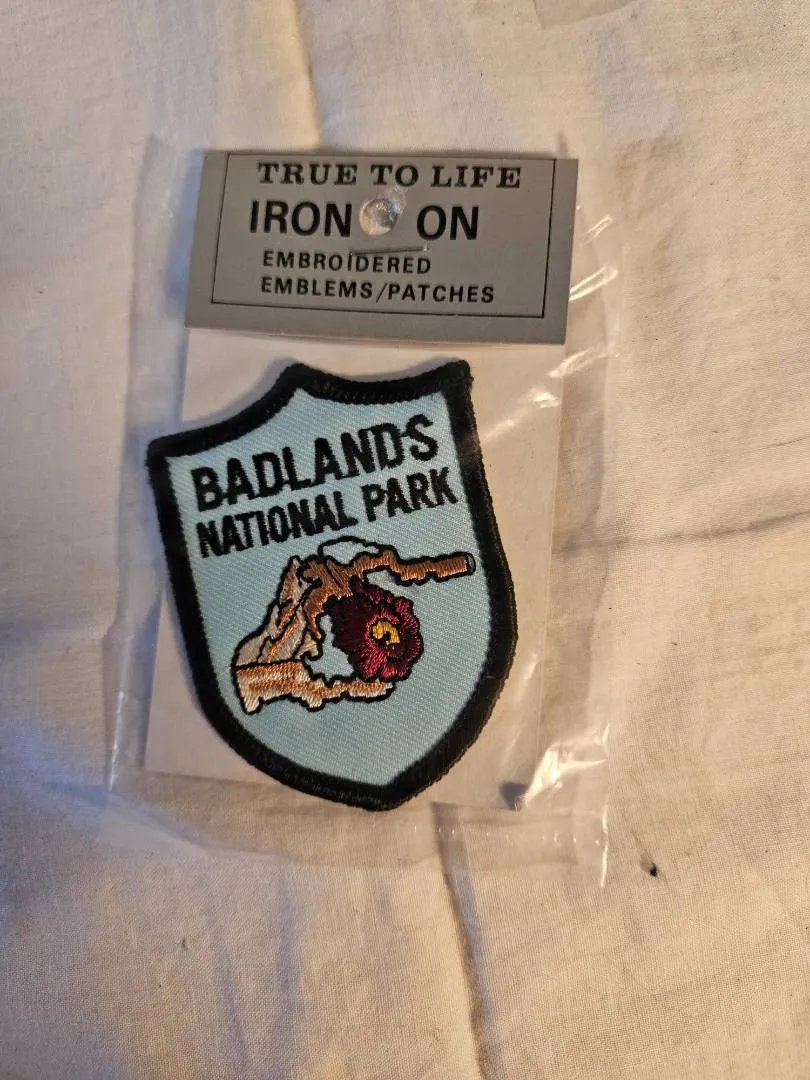 TRUE TO LIFE
IRON ON
EMBROIDERED
EMBLEMS/PATCHES
BADLANDS
NATIONAL PARK